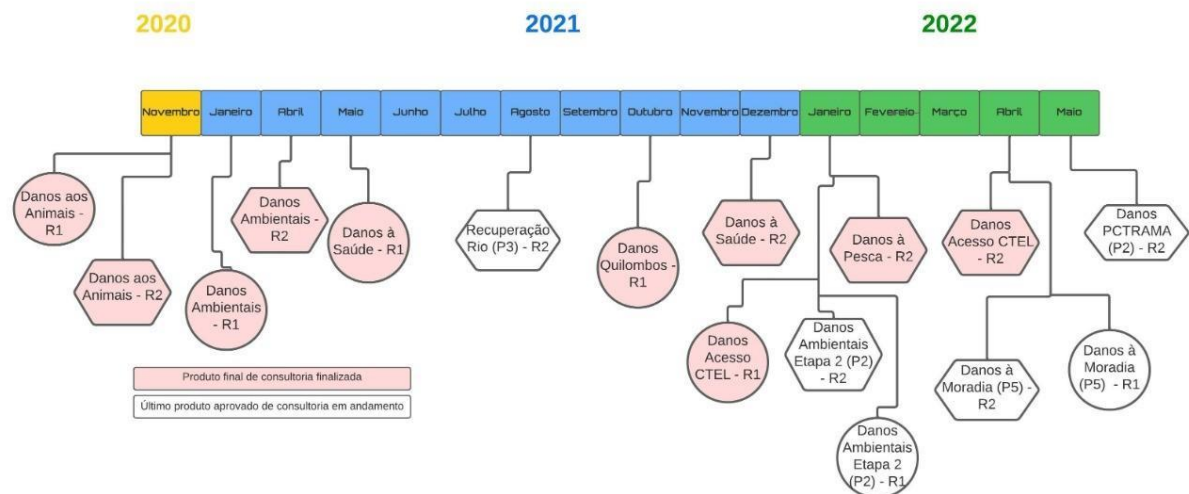 2020
2021
2022
Novembro
Janeiro
Abril
Maio
Junho
Julho
Agosto
Setembro
Outubro
Novembro
Dezembro
Janeiro
Fevereio-
Março
Abril
Maio
Danos aos
Animais -
R1
Danos aos
Animais - R2
Danos
Ambientais
- R1
Danos
Ambientais -
R2
Danos à
Saúde - R1
Recuperação
Rio (P3) - R2
Danos
Quilombos -
R1
Danos à
Saúde - R2
Danos
Acesso
CTEL - R1
Danos
Ambientais
Etapa 2 (P2)
- R2
Danos
Ambientais
Etapa 2
(P2) - R1
Danos à
Pesca - R2
Danos
Acesso CTEL
- R2
Danos à
Moradia (P5) -
R2
Danos à
Moradia
(P5) - R1
Danos
PCTRAMA
(P2) - R2
Produto final de consultoria finalizada
Último produto aprovado de consultoria em andamento